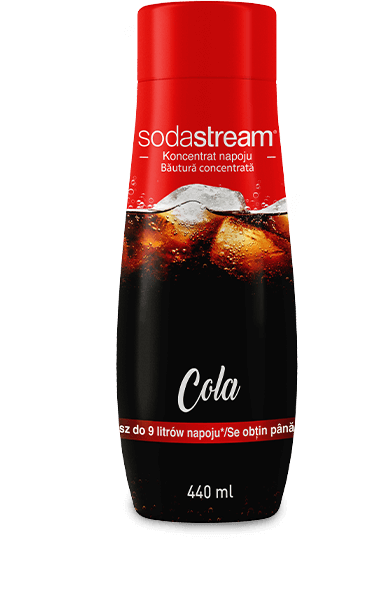 sodastream®
Koncentrat napoju
Băutură concentrată
Cola
sz do 9 litrów napoju*/Se obțin până
440 ml